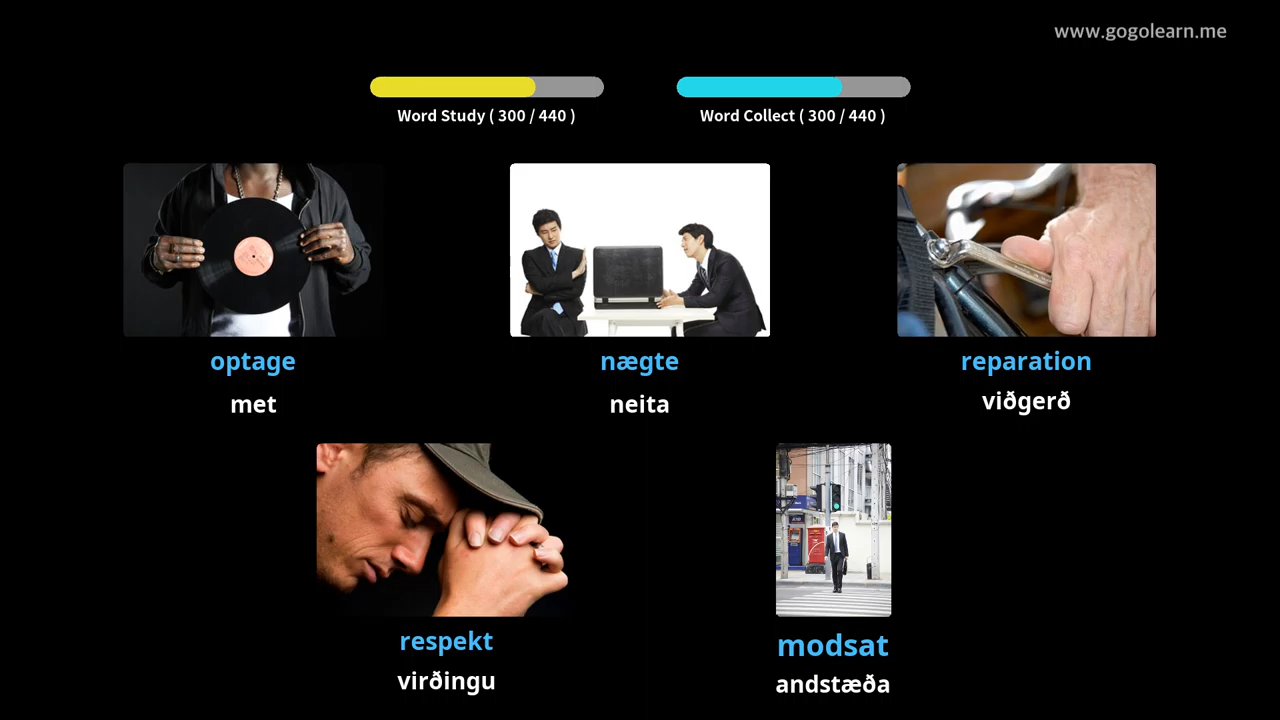 www.gogolearn.me
Word Study ( 300 / 440 )
Word Collect ( 300 / 440 )
optage
nægte
reparation
met
neita
viðgerð
respekt
modsat
virðingu
andstæða